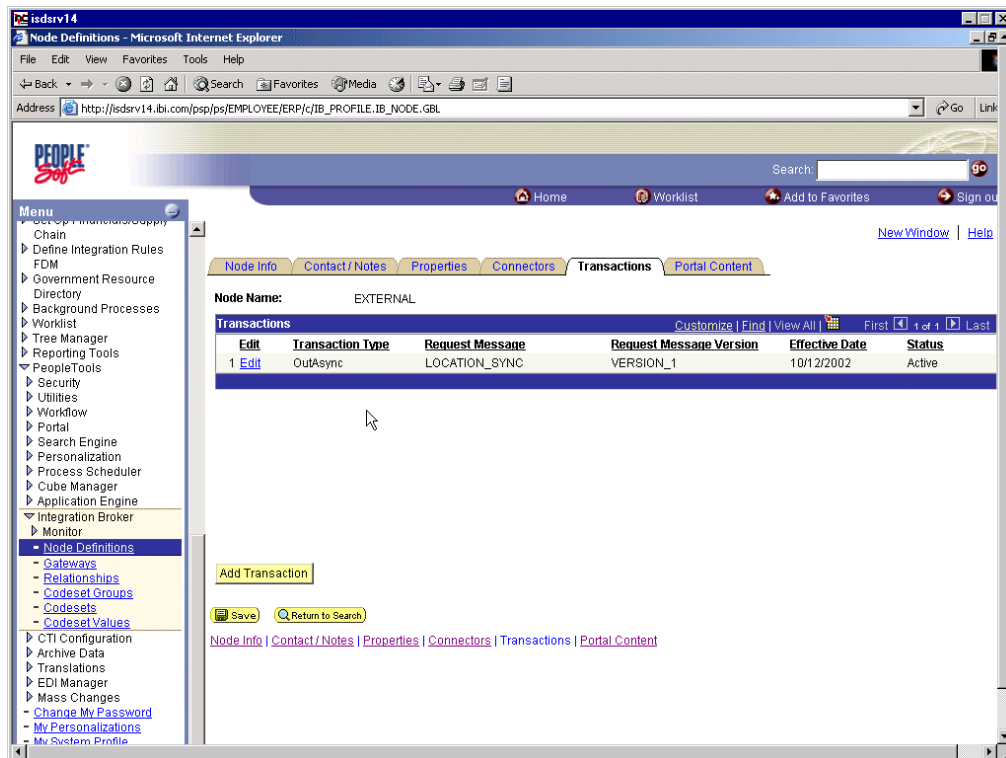 isdsrv14
Node Definitions - Microsoft Internet Explorer
File Edit View Favorites Tools Help
Back Search Favorites Media
Address http://isdsrv14.ibi.com/psp/ps/EMPLOYEE/ERP/c/IB_PROFILE.IB_NODE.GBL Go Link
PEOPLE Soft
Search: go
Home Worklist Add to Favorites Sign ou
Menu
Chain
Define Integration Rules
FDM
Government Resource
Directory
Background Processes
Worklist
Tree Manager
Reporting Tools
PeopleTools
Security
Utilities
Workflow
Portal
Search Engine
Personalization
Process Scheduler
Cube Manager
Application Engine
Integration Broker
Monitor
Node Definitions
Gateways
Relationships
Codeset Groups
Codesets
Codeset Values
CTI Configuration
Archive Data
Translations
EDI Manager
Mass Changes
Change My Password
My Personalizations
My System Profile
New Window | Help
Node Info Contact / Notes Properties Connectors Transactions Portal Content
Node Name: EXTERNAL
Transactions Customize | Find | View All | First 1 of 1 Last
Edit Transaction Type Request Message Request Message Version Effective Date Status
1 Edit OutAsync LOCATION_SYNC VERSION_1 10/12/2002 Active
Add Transaction
Save Return to Search
Node Info | Contact / Notes | Properties | Connectors | Transactions | Portal Content